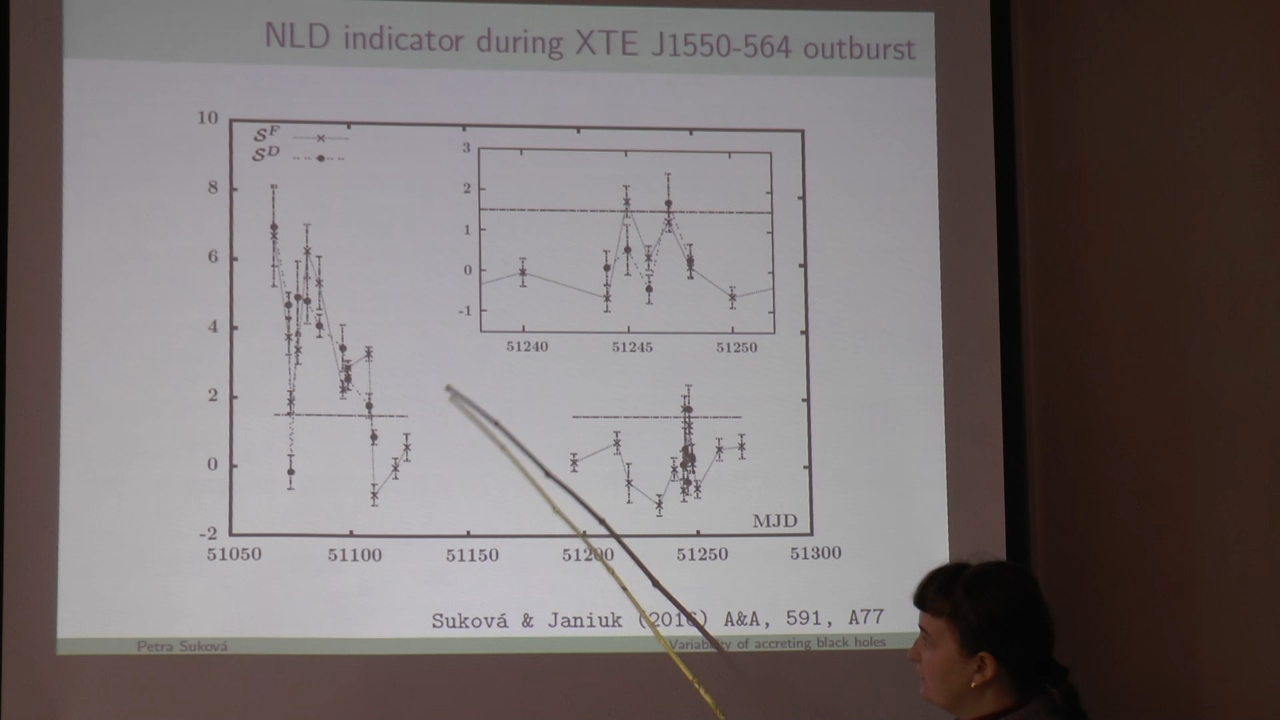 NLD indicator during XTE J1550-564 outburst
10
S^F
S^D
8
6
4
2
0
-2
3
2
1
0
-1
51240 51245 51250
MJD
51050 51100 51150 51200 51250 51300
Suková & Janiuk (2016) A&A, 591, A77
Petra Suková Variability of accreting black holes